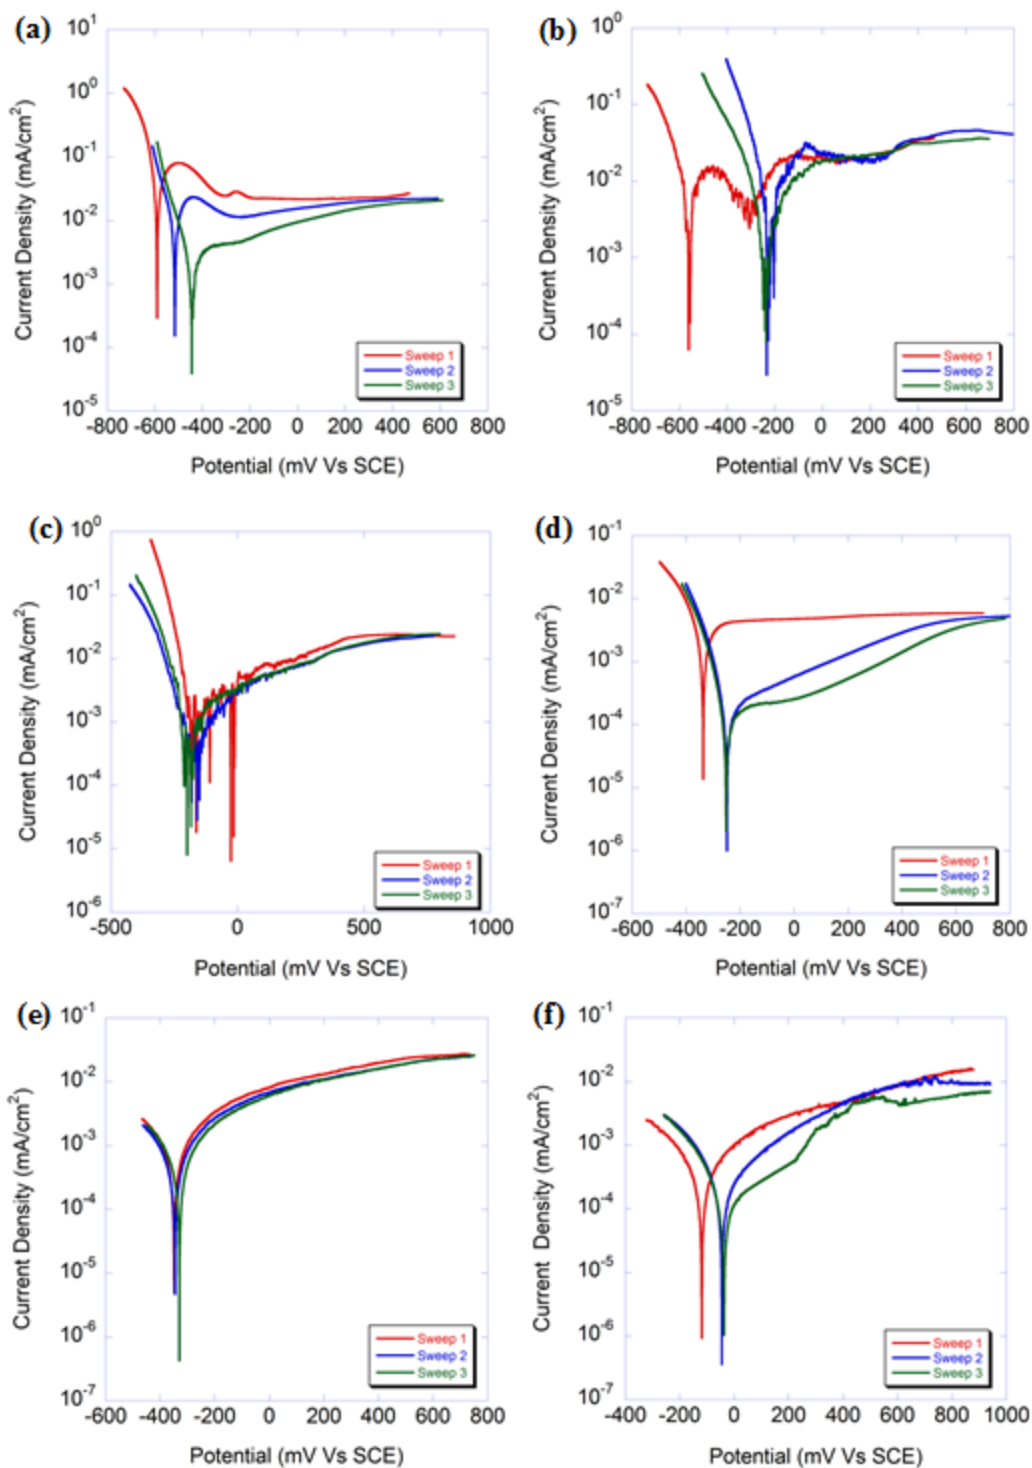 (a)
10^1
10^0
10^-1
10^-2
10^-3
10^-4
10^-5
Current Density (mA/cm^2)
Sweep 1
Sweep 2
Sweep 3
-800 -600 -400 -200 0 200 400 600 800
Potential (mV Vs SCE)
(b)
10^0
10^-1
10^-2
10^-3
10^-4
10^-5
Current Density (mA/cm^2)
Sweep 1
Sweep 2
Sweep 3
-800 -600 -400 -200 0 200 400 600 800
Potential (mV Vs SCE)
(c)
10^0
10^-1
10^-2
10^-3
10^-4
10^-5
10^-6
Current Density (mA/cm^2)
Sweep 1
Sweep 2
Sweep 3
-500 0 500 1000
Potential (mV Vs SCE)
(d)
10^-1
10^-2
10^-3
10^-4
10^-5
10^-6
10^-7
Current Density (mA/cm^2)
Sweep 1
Sweep 2
Sweep 3
-600 -400 -200 0 200 400 600 800
Potential (mV Vs SCE)
(e)
10^-1
10^-2
10^-3
10^-4
10^-5
10^-6
10^-7
Current Density (mA/cm^2)
Sweep 1
Sweep 2
Sweep 3
-600 -400 -200 0 200 400 600 800
Potential (mV Vs SCE)
(f)
10^-1
10^-2
10^-3
10^-4
10^-5
10^-6
10^-7
Current Density (mA/cm^2)
Sweep 1
Sweep 2
Sweep 3
-400 -200 0 200 400 600 800 1000
Potential (mV Vs SCE)